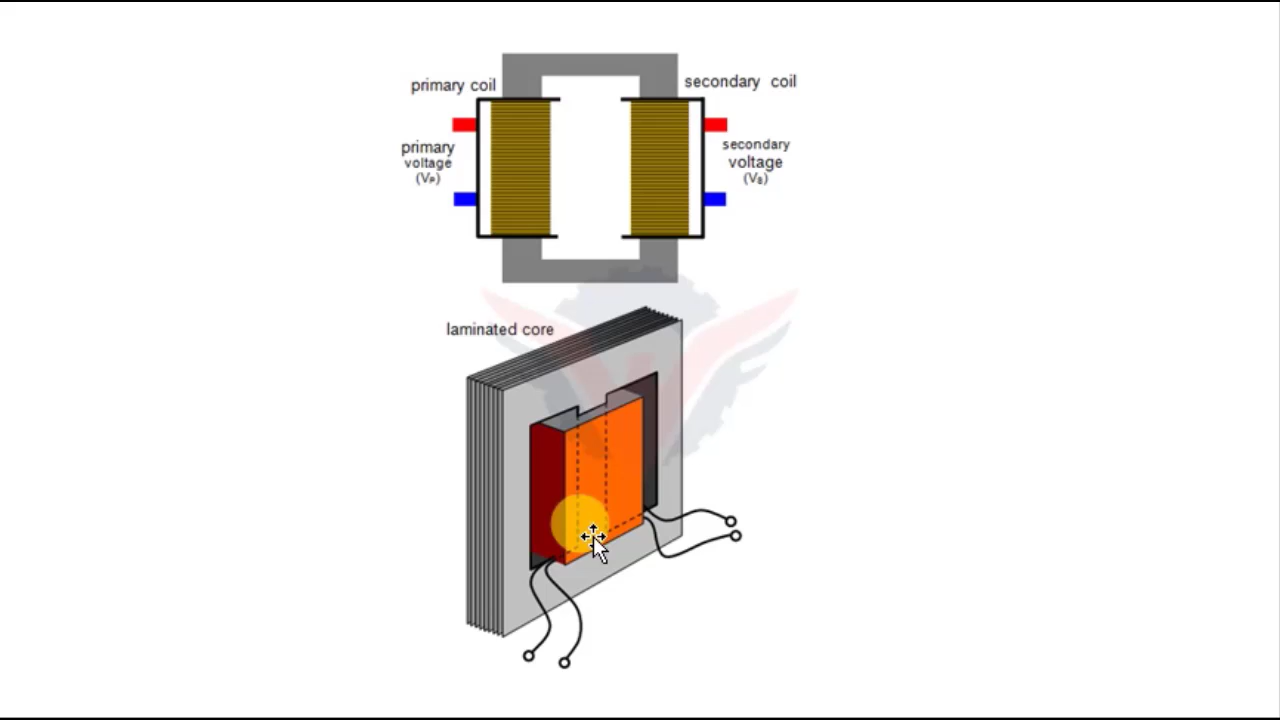 primary coil
secondary coil
primary
voltage
(Vₚ)
secondary
voltage
(Vₛ)
laminated core